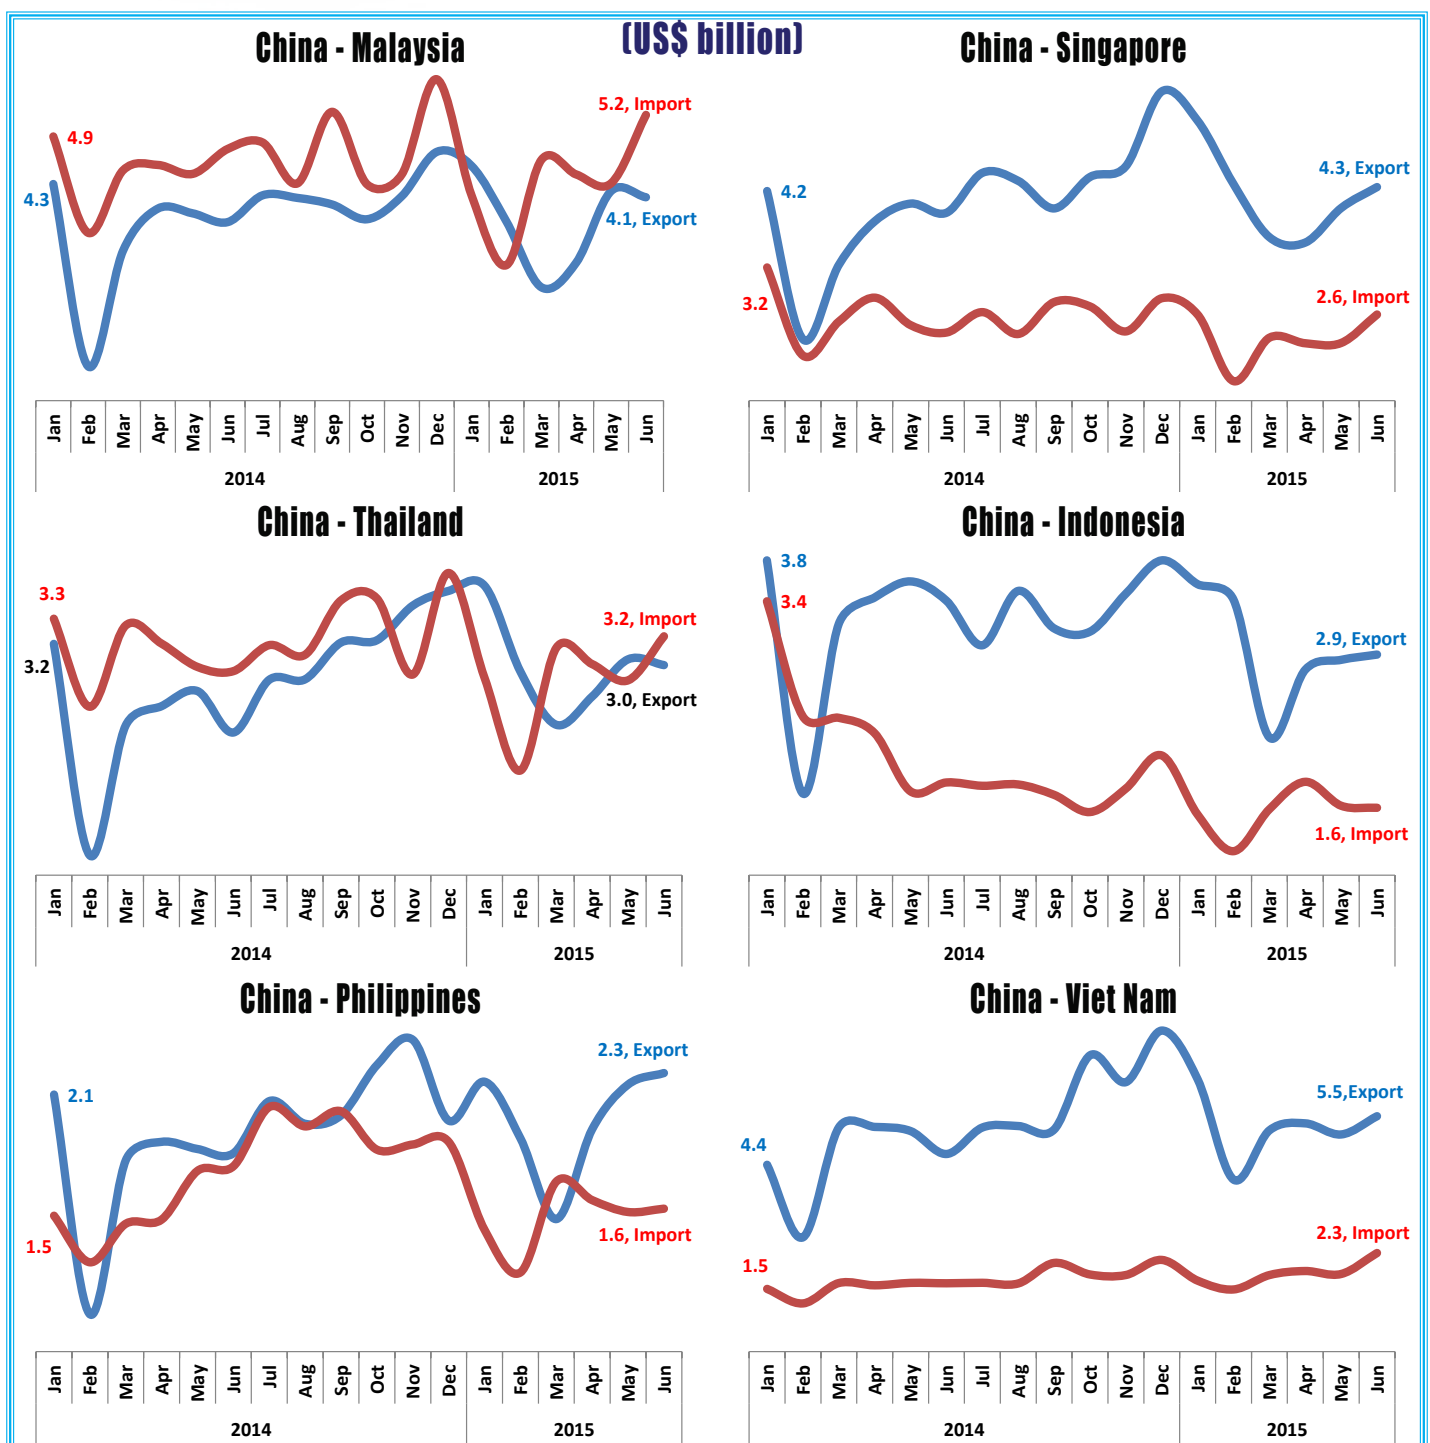 (US$ billion)
China - Malaysia
4.9
4.3
5.2, Import
4.1, Export
Jan Feb Mar Apr May Jun Jul Aug Sep Oct Nov Dec Jan Feb Mar Apr May Jun
2014 2015
China - Singapore
4.2
3.2
4.3, Export
2.6, Import
Jan Feb Mar Apr May Jun Jul Aug Sep Oct Nov Dec Jan Feb Mar Apr May Jun
2014 2015
China - Thailand
3.3
3.2
3.2, Import
3.0, Export
Jan Feb Mar Apr May Jun Jul Aug Sep Oct Nov Dec Jan Feb Mar Apr May Jun
2014 2015
China - Indonesia
3.8
3.4
2.9, Export
1.6, Import
Jan Feb Mar Apr May Jun Jul Aug Sep Oct Nov Dec Jan Feb Mar Apr May Jun
2014 2015
China - Philippines
2.1
1.5
2.3, Export
1.6, Import
Jan Feb Mar Apr May Jun Jul Aug Sep Oct Nov Dec Jan Feb Mar Apr May Jun
2014 2015
China - Viet Nam
4.4
1.5
5.5,Export
2.3, Import
Jan Feb Mar Apr May Jun Jul Aug Sep Oct Nov Dec Jan Feb Mar Apr May Jun
2014 2015